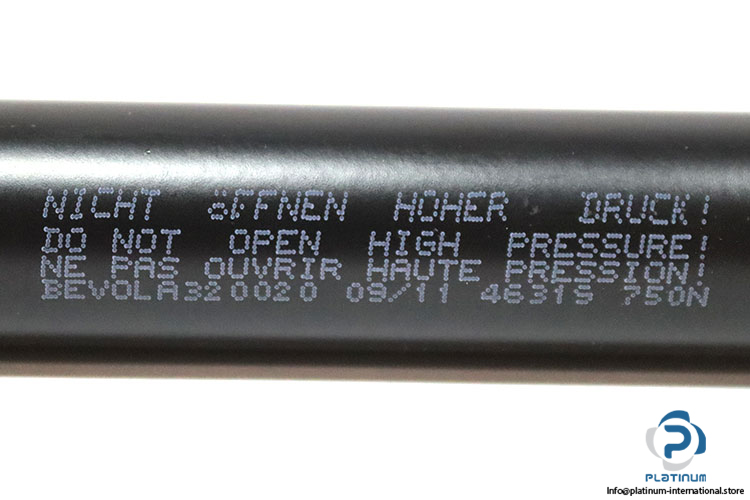 NICHT ÖFFNEN HOHER DRUCK!
DO NOT OPEN HIGH PRESSURE!
NE PAS OUVRIR HAUTE PRESSION!
BEVOLA320020 09/11 46319 750N
PLATINUM
Info@platinum-international.store